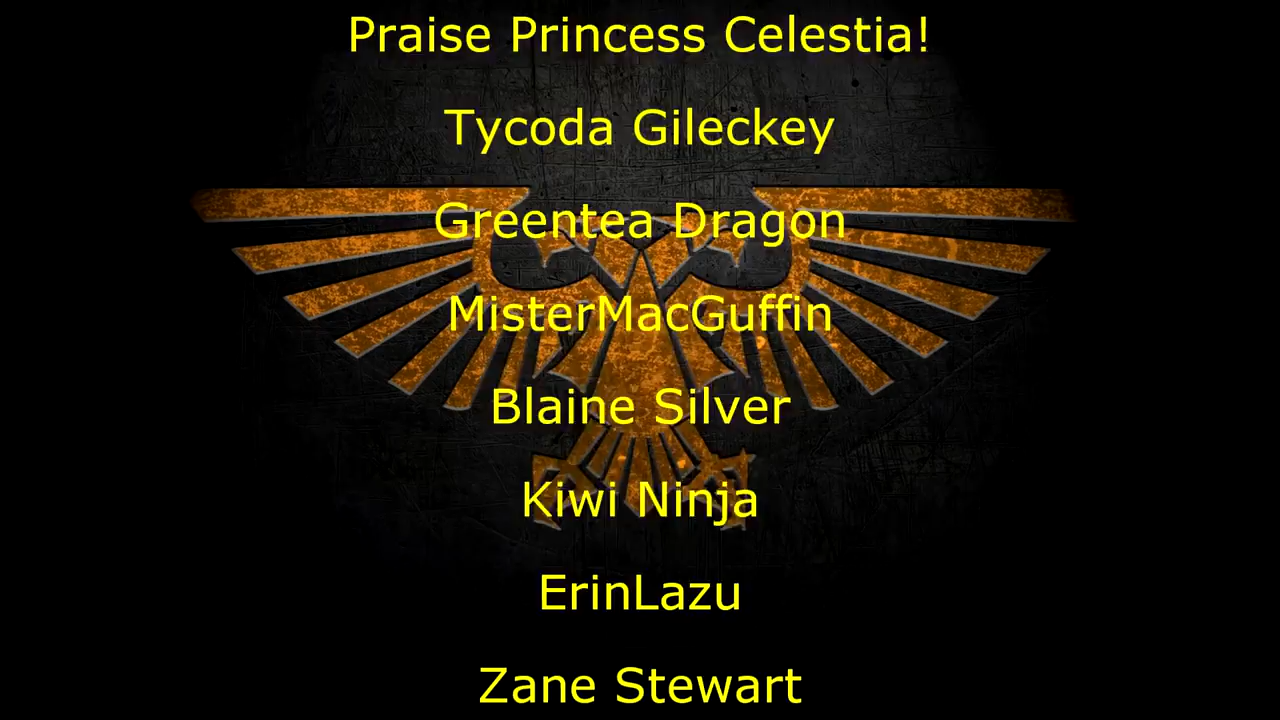 Praise Princess Celestia!
Tycoda Gileckey
Greentea Dragon
MisterMacGuffin
Blaine Silver
Kiwi Ninja
ErinLazu
Zane Stewart